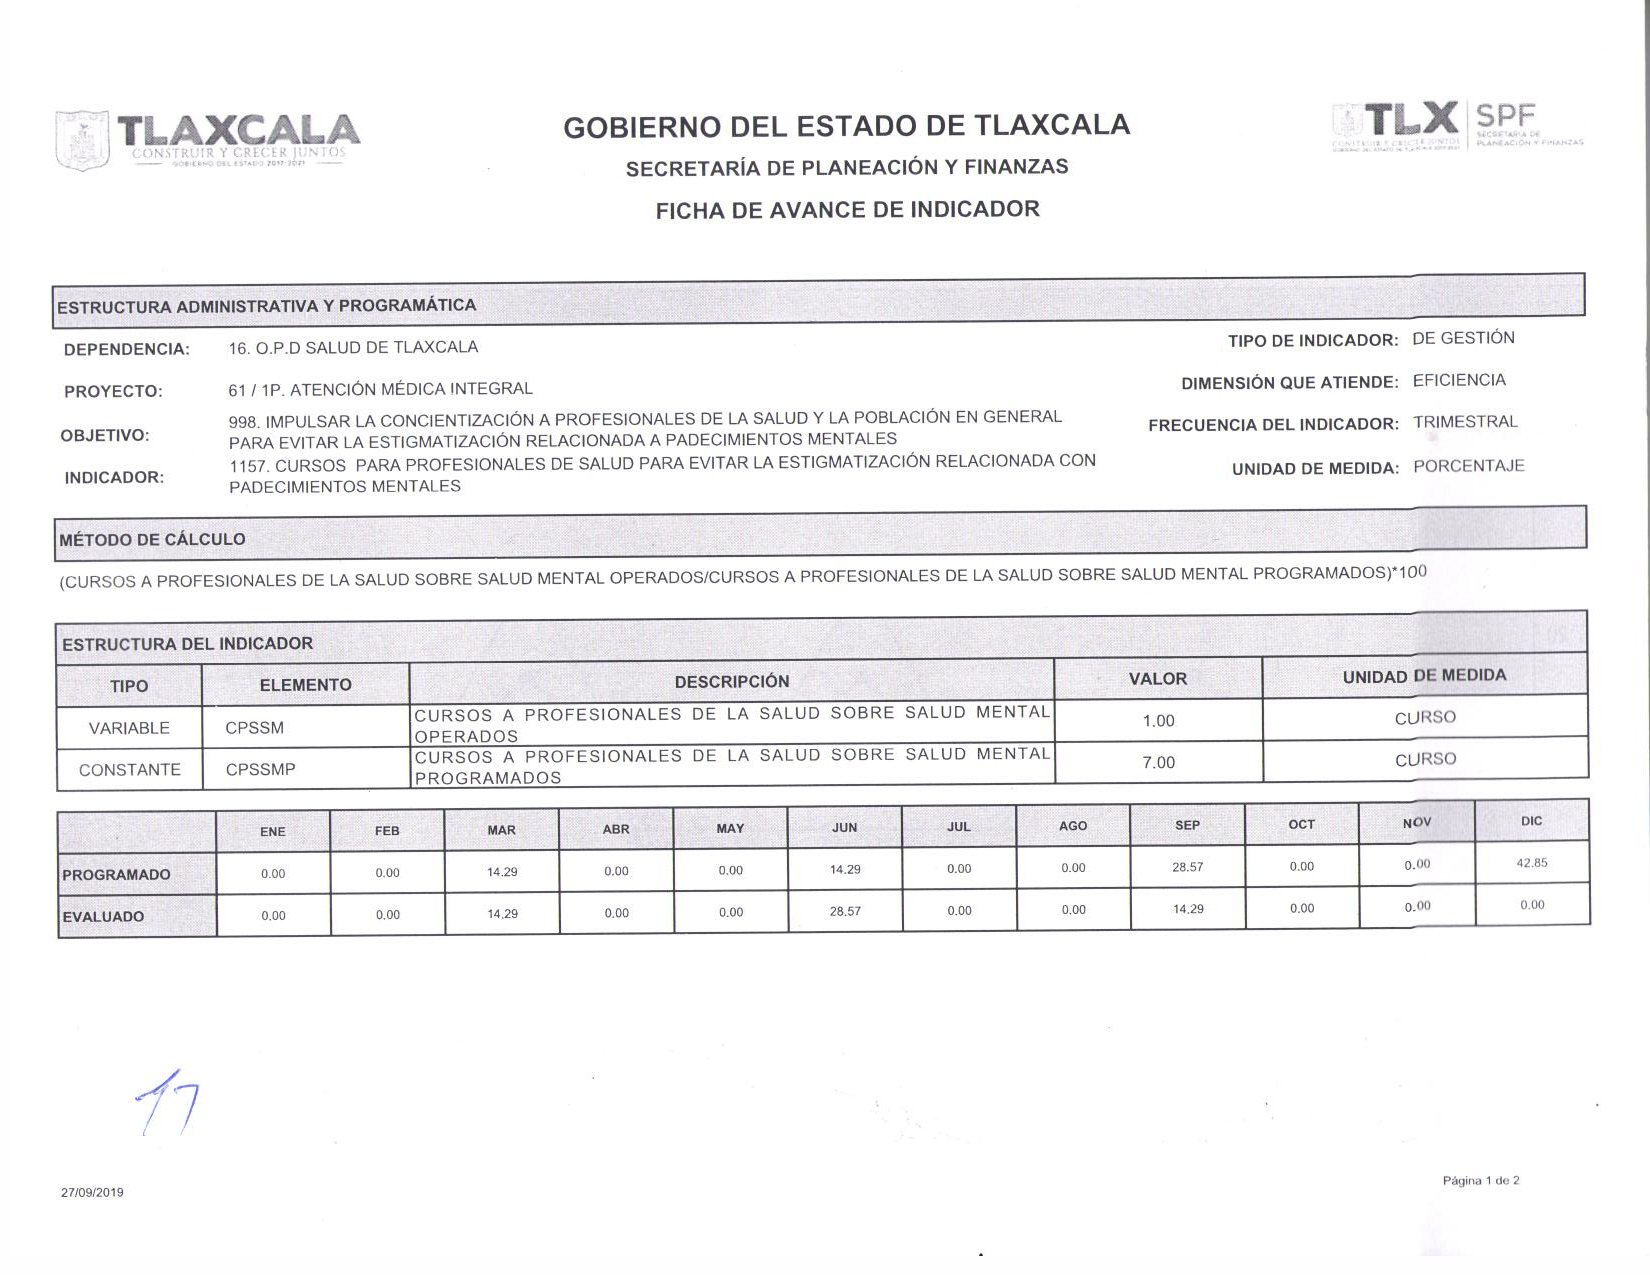 TLAXCALA
CONSTRUIR Y CRECER JUNTOS
GOBIERNO DEL ESTADO 2017-2021
GOBIERNO DEL ESTADO DE TLAXCALA
SECRETARÍA DE PLANEACIÓN Y FINANZAS
FICHA DE AVANCE DE INDICADOR
TLX SPF
CONSTRUIR Y CRECER JUNTOS
SECRETARÍA DE
PLANEACIÓN Y FINANZAS
ESTRUCTURA ADMINISTRATIVA Y PROGRAMÁTICA
DEPENDENCIA: 16. O.P.D SALUD DE TLAXCALA TIPO DE INDICADOR: DE GESTIÓN
PROYECTO: 61 / 1P. ATENCIÓN MÉDICA INTEGRAL DIMENSIÓN QUE ATIENDE: EFICIENCIA
OBJETIVO: 998. IMPULSAR LA CONCIENTIZACIÓN A PROFESIONALES DE LA SALUD Y LA POBLACIÓN EN GENERAL
PARA EVITAR LA ESTIGMATIZACIÓN RELACIONADA A PADECIMIENTOS MENTALES
FRECUENCIA DEL INDICADOR: TRIMESTRAL
INDICADOR: 1157. CURSOS PARA PROFESIONALES DE SALUD PARA EVITAR LA ESTIGMATIZACIÓN RELACIONADA CON
PADECIMIENTOS MENTALES
UNIDAD DE MEDIDA: PORCENTAJE
MÉTODO DE CÁLCULO
(CURSOS A PROFESIONALES DE LA SALUD SOBRE SALUD MENTAL OPERADOS/CURSOS A PROFESIONALES DE LA SALUD SOBRE SALUD MENTAL PROGRAMADOS)*100
ESTRUCTURA DEL INDICADOR
TIPO ELEMENTO DESCRIPCIÓN VALOR UNIDAD DE MEDIDA
VARIABLE CPSSM CURSOS A PROFESIONALES DE LA SALUD SOBRE SALUD MENTAL
OPERADOS 1.00 CURSO
CONSTANTE CPSSMP CURSOS A PROFESIONALES DE LA SALUD SOBRE SALUD MENTAL
PROGRAMADOS 7.00 CURSO
ENE FEB MAR ABR MAY JUN JUL AGO SEP OCT NOV DIC
PROGRAMADO 0.00 0.00 14.29 0.00 0.00 14.29 0.00 0.00 28.57 0.00 0.00 42.85
EVALUADO 0.00 0.00 14.29 0.00 0.00 28.57 0.00 0.00 14.29 0.00 0.00 0.00
27/09/2019
Página 1 de 2